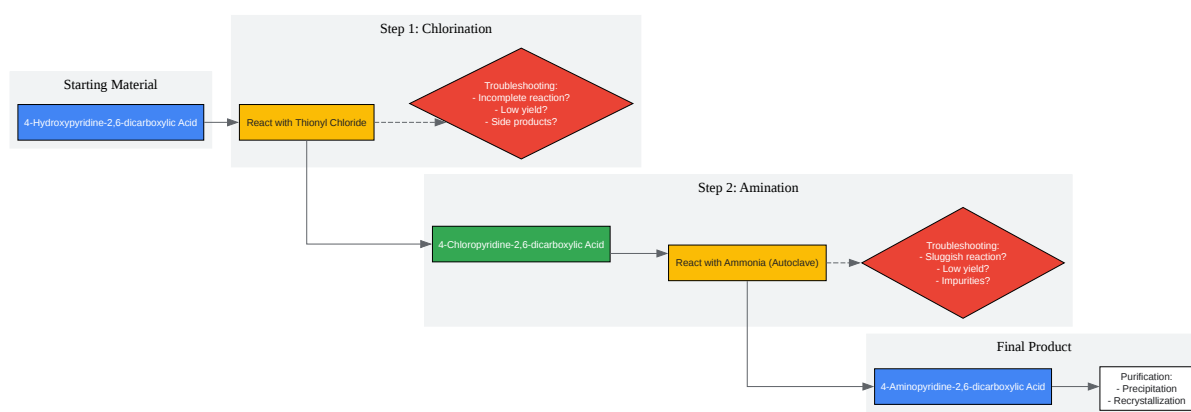 Starting Material
4-Hydroxypyridine-2,6-dicarboxylic Acid
Step 1: Chlorination
React with Thionyl Chloride
Troubleshooting:
- Incomplete reaction?
- Low yield?
- Side products?
Step 2: Amination
4-Chloropyridine-2,6-dicarboxylic Acid
React with Ammonia (Autoclave)
Troubleshooting:
- Sluggish reaction?
- Low yield?
- Impurities?
Final Product
4-Aminopyridine-2,6-dicarboxylic Acid
Purification:
- Precipitation
- Recrystallization